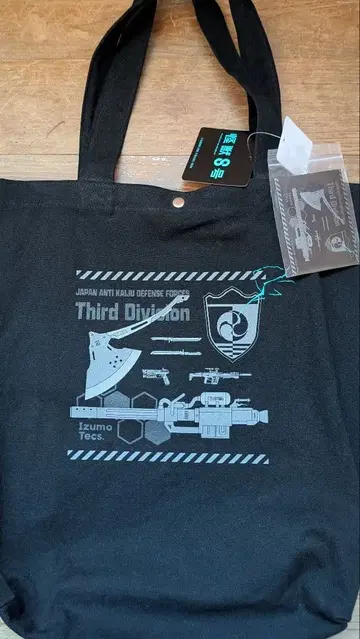 怪獣8号
JAPAN ANTI KAIJU DEFENSE FORCES
Third Division
Izumo
Tecs.